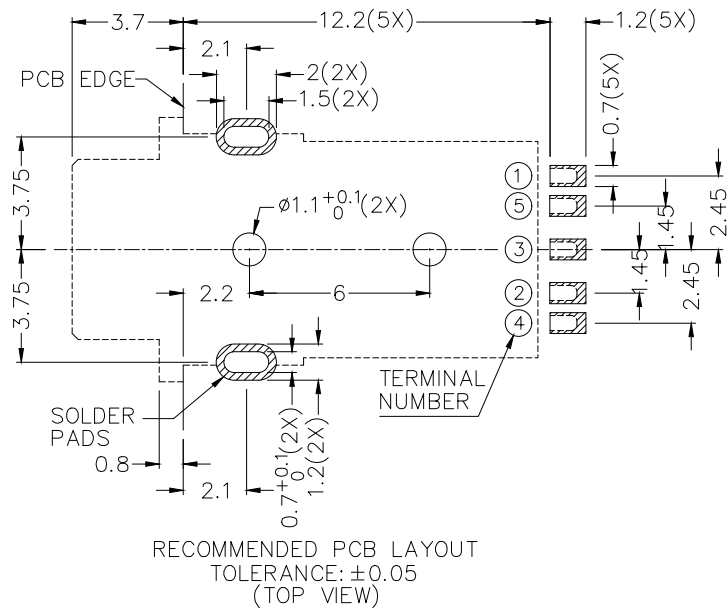 3.7
12.2(5X)
1.2(5X)
2.1
PCB EDGE
2(2X)
1.5(2X)
0.7(5X)
3.75
⌀1.1+0.1 0(2X)
1
5
3
2
4
1.45
2.45
2.2
6
3.75
1.45
2.45
TERMINAL
NUMBER
SOLDER
PADS
0.8
2.1
0.7+0.1 0(2X)
1.2(2X)
RECOMMENDED PCB LAYOUT
TOLERANCE:±0.05
(TOP VIEW)